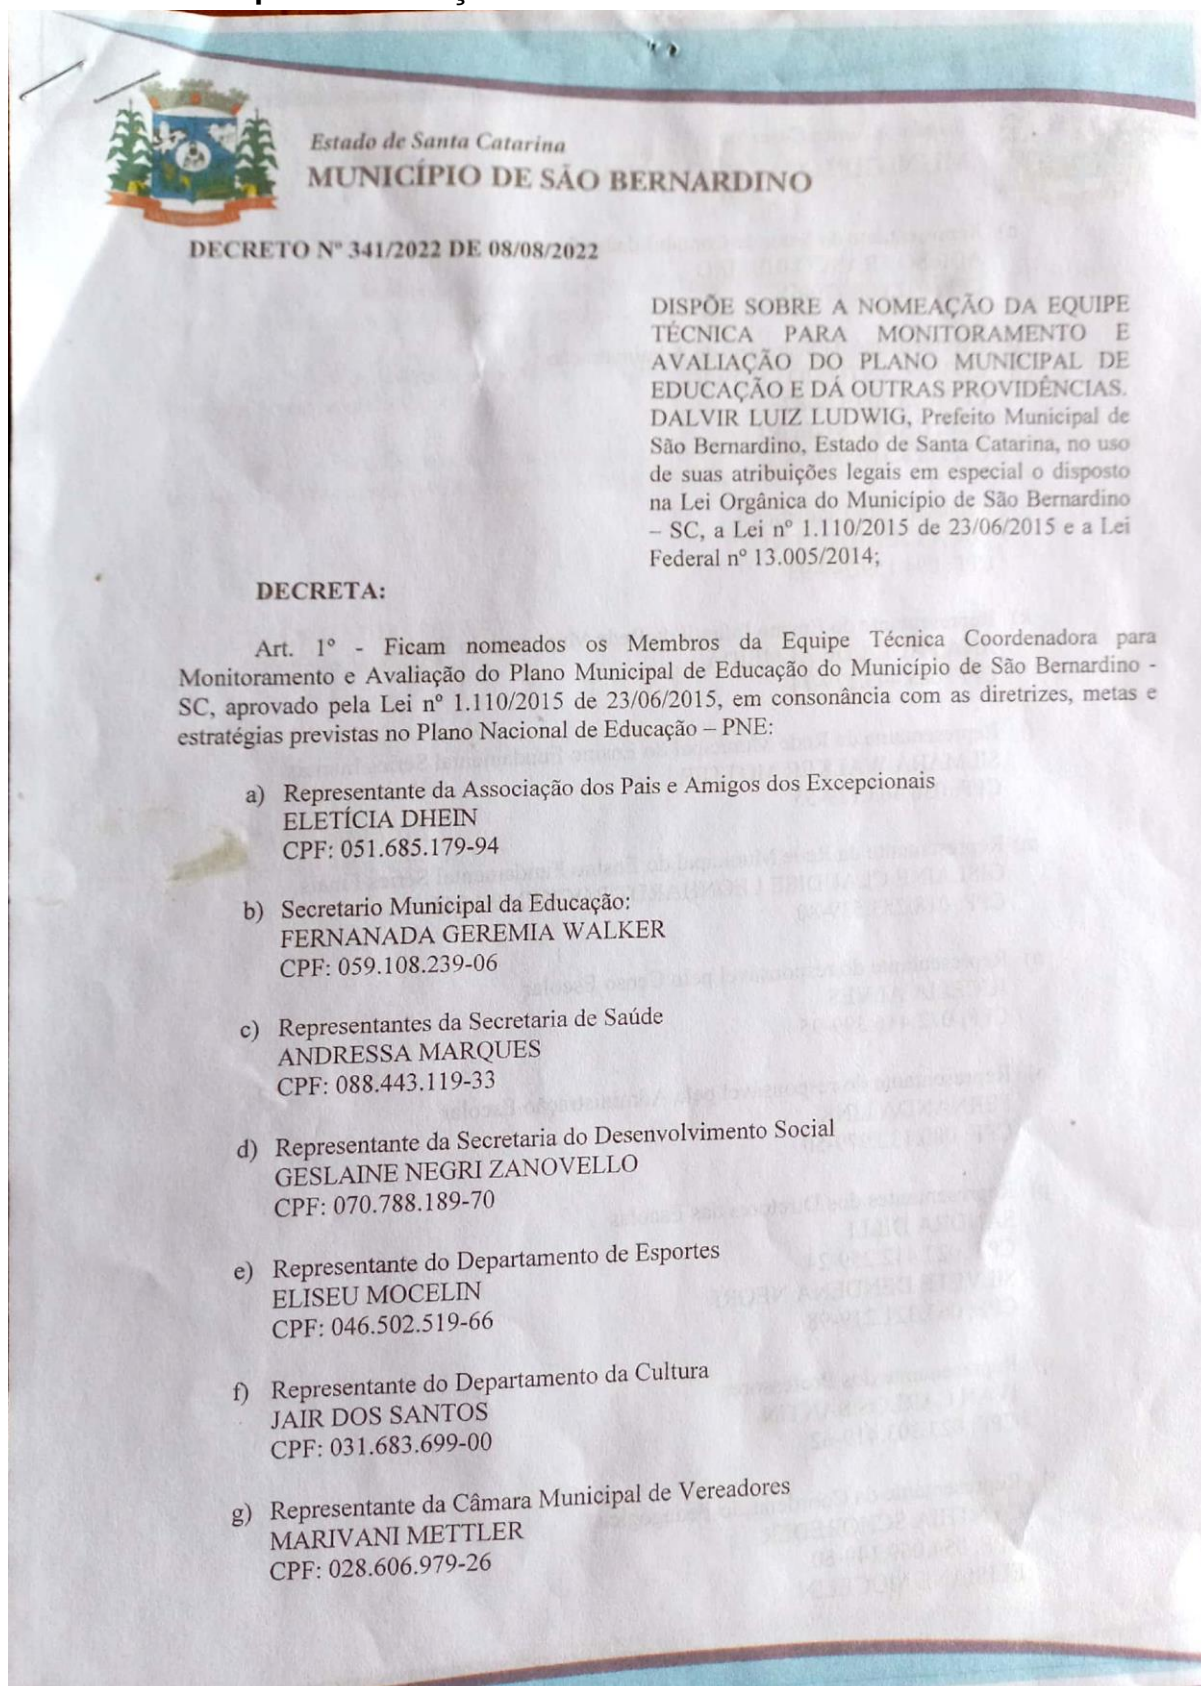 Estado de Santa Catarina
MUNICÍPIO DE SÃO BERNARDINO
DECRETO Nº 341/2022 DE 08/08/2022
DISPÕE SOBRE A NOMEAÇÃO DA EQUIPE
TÉCNICA PARA MONITORAMENTO E
AVALIAÇÃO DO PLANO MUNICIPAL DE
EDUCAÇÃO E DÁ OUTRAS PROVIDÊNCIAS.
DALVIR LUIZ LUDWIG, Prefeito Municipal de
São Bernardino, Estado de Santa Catarina, no uso
de suas atribuições legais em especial o disposto
na Lei Orgânica do Município de São Bernardino
– SC, a Lei nº 1.110/2015 de 23/06/2015 e a Lei
Federal nº 13.005/2014;
DECRETA:
Art. 1º - Ficam nomeados os Membros da Equipe Técnica Coordenadora para
Monitoramento e Avaliação do Plano Municipal de Educação do Município de São Bernardino -
SC, aprovado pela Lei nº 1.110/2015 de 23/06/2015, em consonância com as diretrizes, metas e
estratégias previstas no Plano Nacional de Educação – PNE:
a) Representante da Associação dos Pais e Amigos dos Excepcionais
ELETÍCIA DHEIN
CPF: 051.685.179-94
b) Secretario Municipal da Educação:
FERNANADA GEREMIA WALKER
CPF: 059.108.239-06
c) Representantes da Secretaria de Saúde
ANDRESSA MARQUES
CPF: 088.443.119-33
d) Representante da Secretaria do Desenvolvimento Social
GESLAINE NEGRI ZANOVELLO
CPF: 070.788.189-70
e) Representante do Departamento de Esportes
ELISEU MOCELIN
CPF: 046.502.519-66
f) Representante do Departamento da Cultura
JAIR DOS SANTOS
CPF: 031.683.699-00
g) Representante da Câmara Municipal de Vereadores
MARIVANI METTLER
CPF: 028.606.979-26